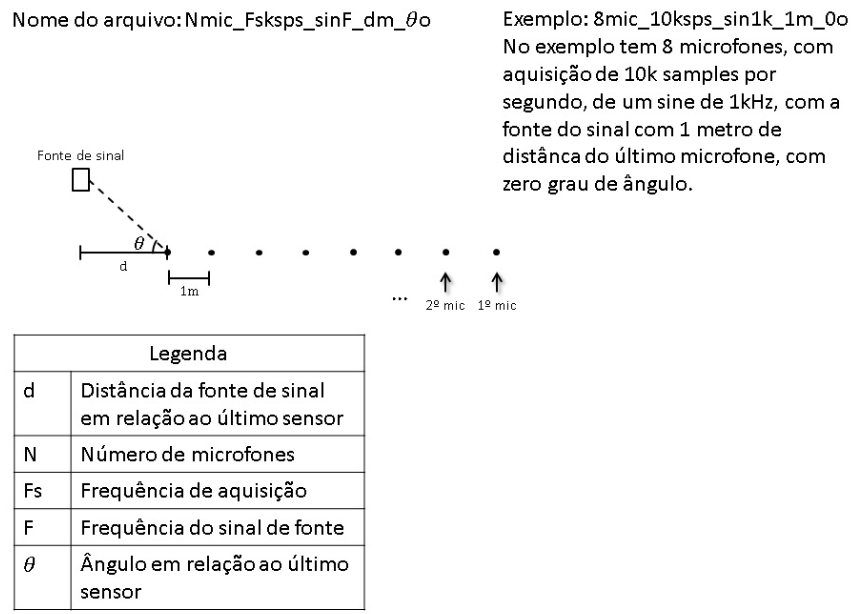 Nome do arquivo: Nmic_Fsksps_sinF_dm_θo
Exemplo: 8mic_10ksps_sin1k_1m_0o
No exemplo tem 8 microfones, com
aquisição de 10k samples por
segundo, de um sine de 1kHz, com a
fonte do sinal com 1 metro de
distânca do último microfone, com
zero grau de ângulo.
Fonte de sinal
θ
d
1m
...
2º mic
1º mic
Legenda
d Distância da fonte de sinal
em relação ao último sensor
N Número de microfones
Fs Frequência de aquisição
F Frequência do sinal de fonte
θ Ângulo em relação ao último
sensor